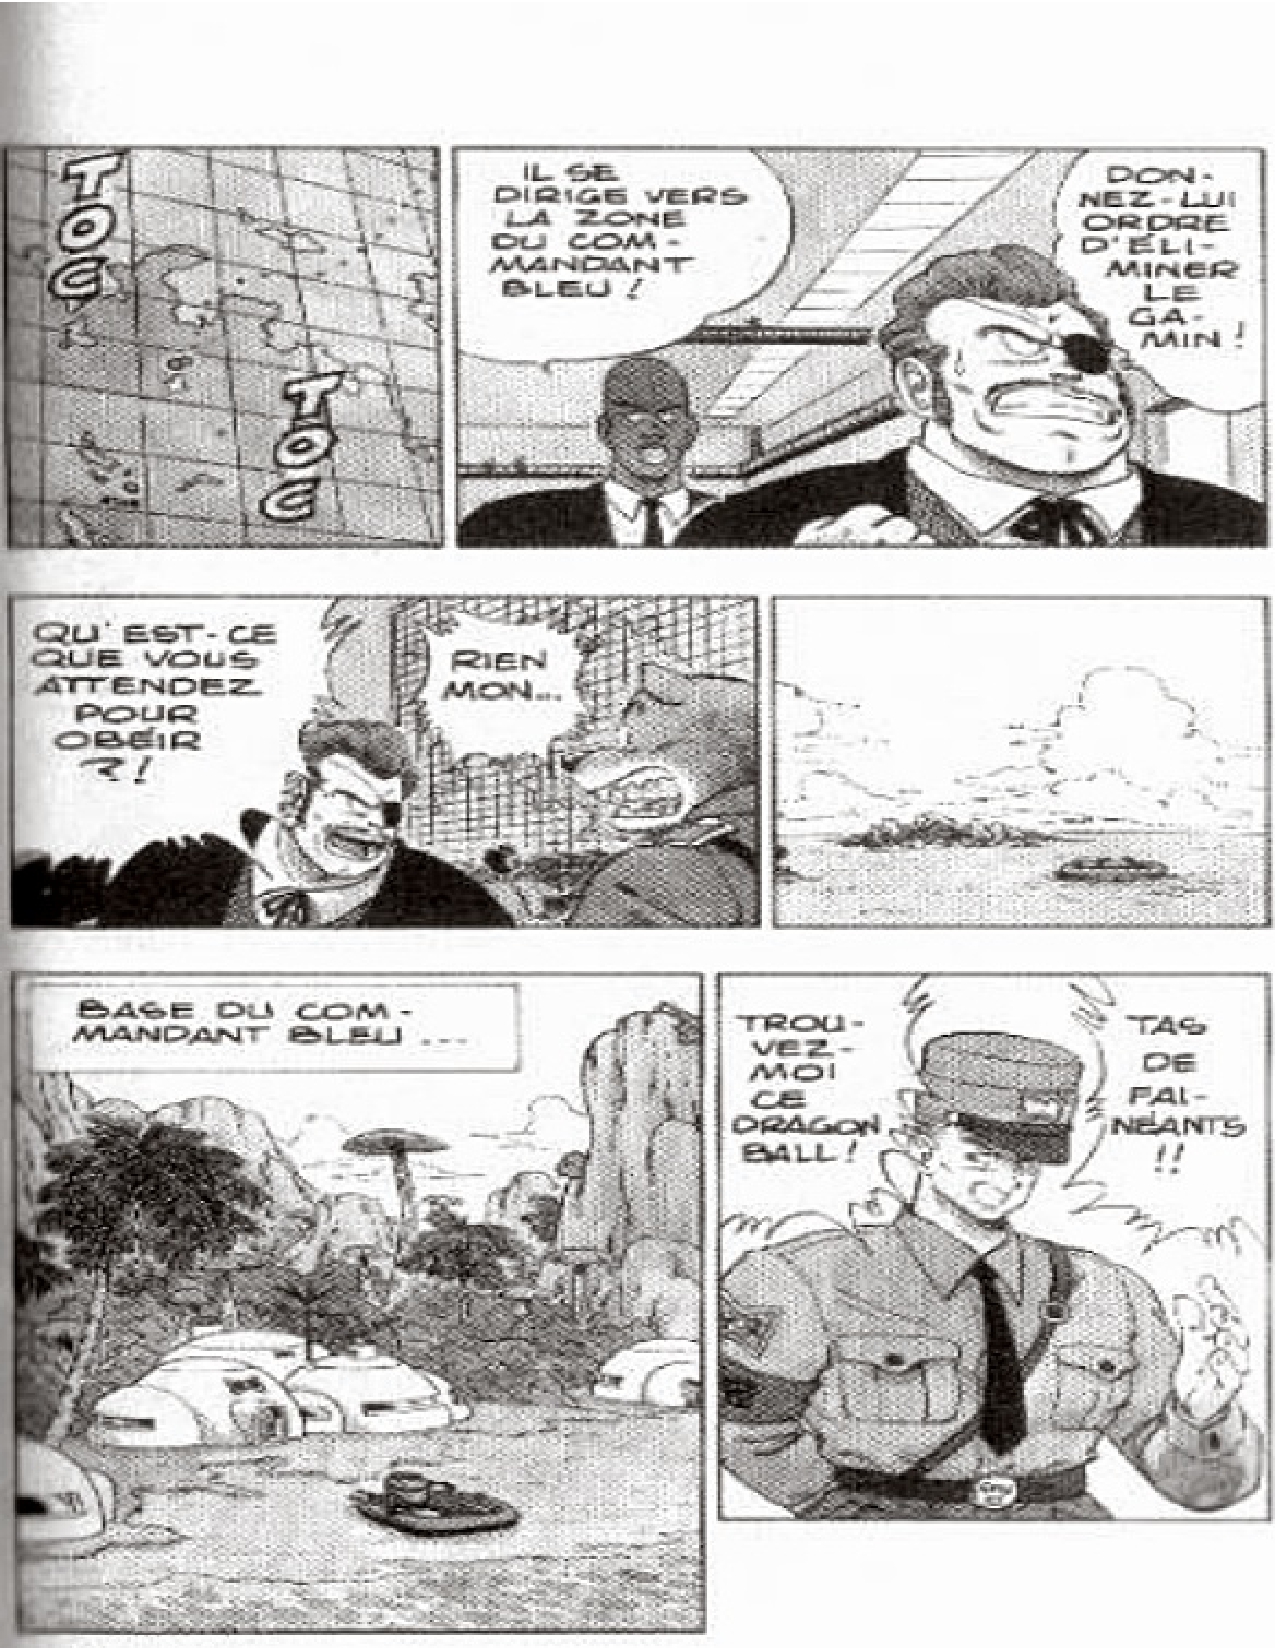 TOC
TOC
IL SE
DIRIGE VERS
LA ZONE
DU COM-
MANDANT
BLEU !
DON-
NEZ-LUI
ORDRE
D'ÉLI-
MINER
LE
GA-
MIN !
QU'EST-CE
QUE VOUS
ATTENDEZ
POUR
OBÉIR
?!
RIEN
MON...
BASE DU COM-
MANDANT BLEU ...
TROU-
VEZ-
MOI
CE
DRAGON
BALL !
TAS
DE
FAI-
NÉANTS
!!